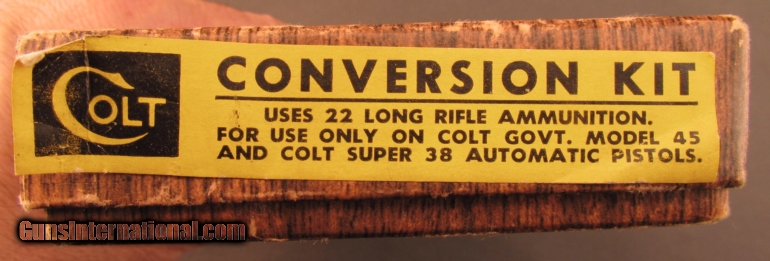 COLT
CONVERSION KIT
USES 22 LONG RIFLE AMMUNITION.
FOR USE ONLY ON COLT GOVT. MODEL 45
AND COLT SUPER 38 AUTOMATIC PISTOLS.
GunsInternational.com